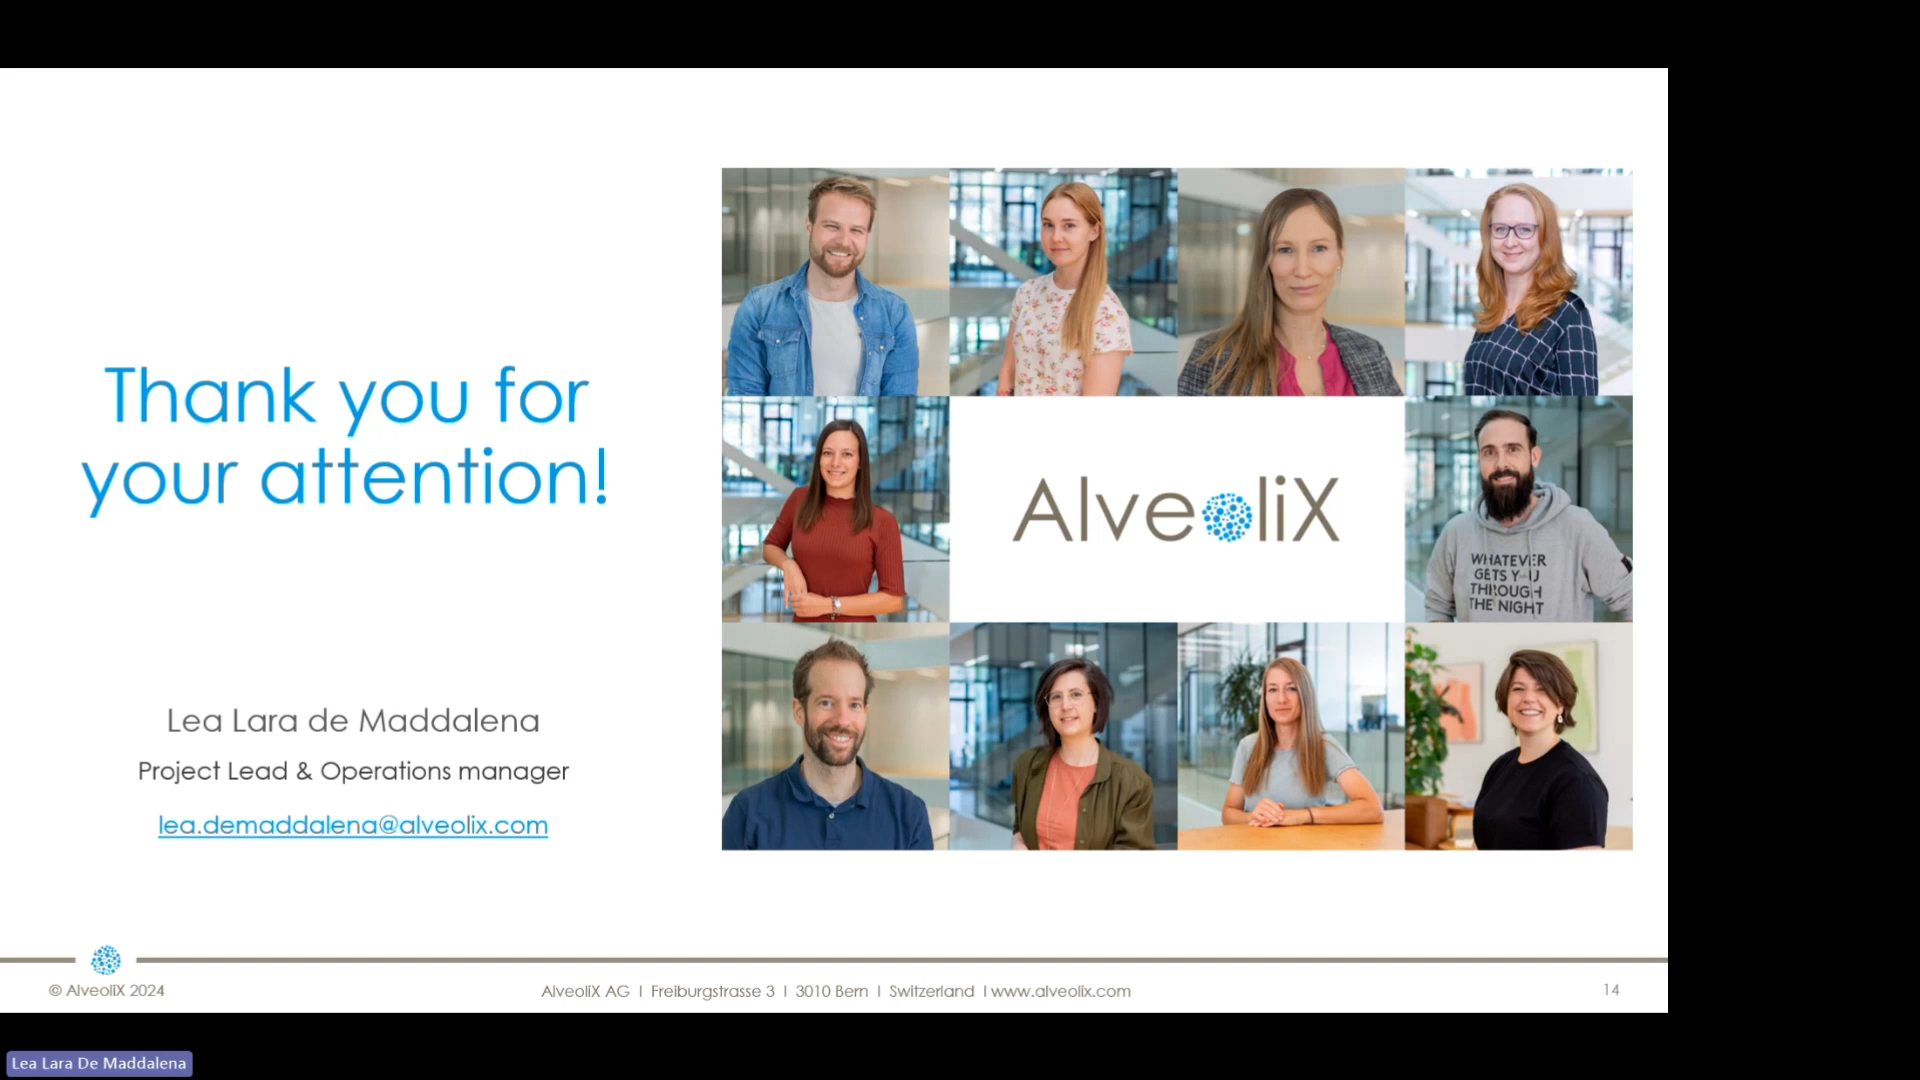 Thank you for
your attention!
Lea Lara de Maddalena
Project Lead & Operations manager
lea.demaddalena@alveolix.com
AlveoliX
WHATEVER
GETS YOU
THROUGH
THE NIGHT
© AlveoliX 2024
AlveoliX AG | Freiburgstrasse 3 | 3010 Bern | Switzerland | www.alveolix.com
14
Lea Lara De Maddalena